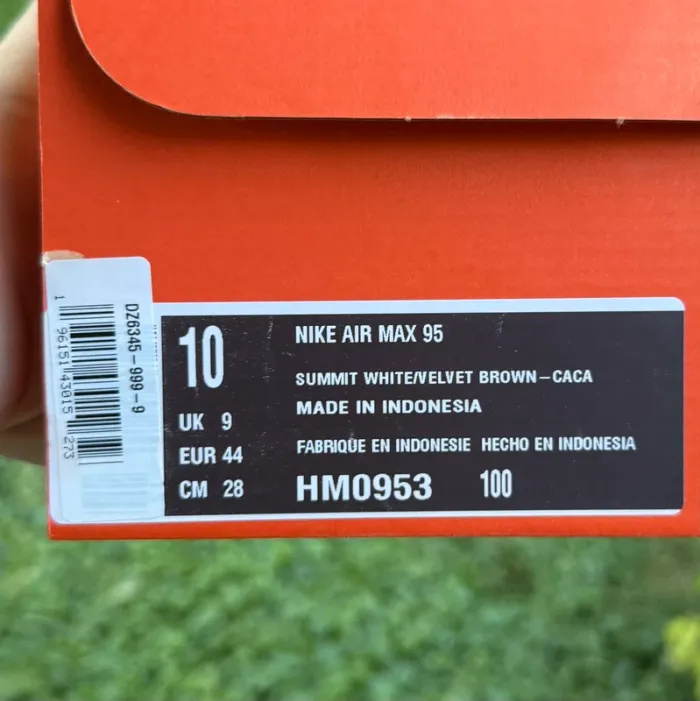 DZ6345-999-9
1 96151 43015 273
10
UK 9
EUR 44
CM 28
NIKE AIR MAX 95
SUMMIT WHITE/VELVET BROWN-CACA
MADE IN INDONESIA
FABRIQUE EN INDONESIE HECHO EN INDONESIA
HM0953 100